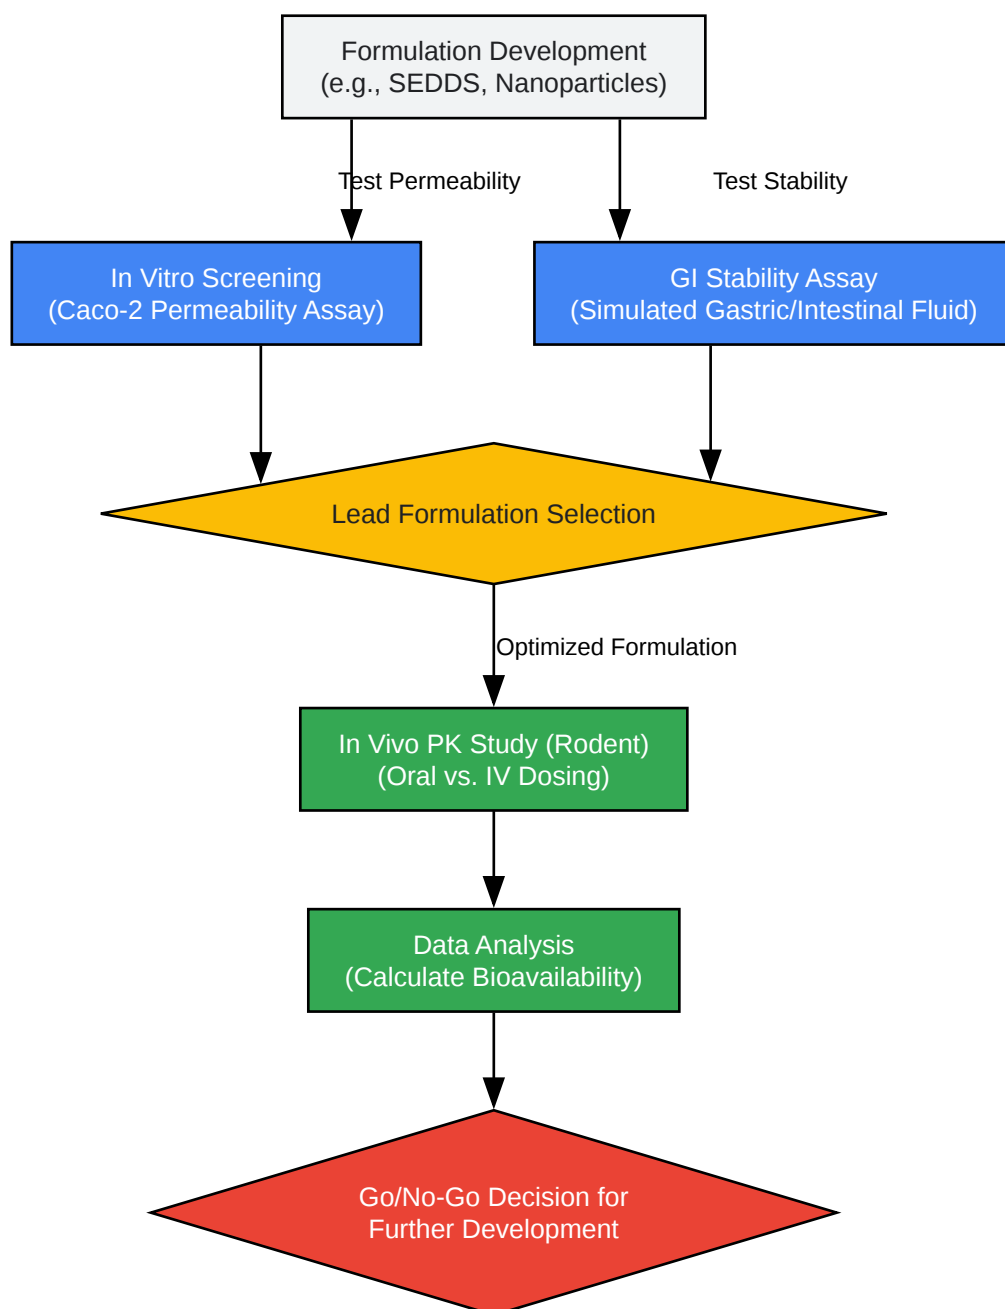 Formulation Development
(e.g., SEDDS, Nanoparticles)
Test Permeability
Test Stability
In Vitro Screening
(Caco-2 Permeability Assay)
GI Stability Assay
(Simulated Gastric/Intestinal Fluid)
Lead Formulation Selection
Optimized Formulation
In Vivo PK Study (Rodent)
(Oral vs. IV Dosing)
Data Analysis
(Calculate Bioavailability)
Go/No-Go Decision for
Further Development